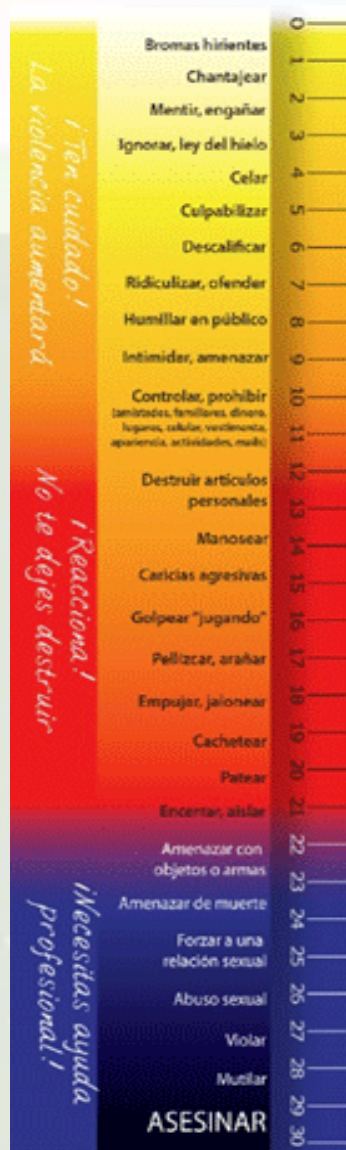 ¡Ten cuidado!
La violencia aumentará
¡Reacciona!
No te dejes destruir
¡Necesitas ayuda
profesional!
Bromas hirientes
Chantajear
Mentir, engañar
Ignorar, ley del hielo
Celar
Culpabilizar
Descalificar
Ridiculizar, ofender
Humillar en público
Intimidar, amenazar
Controlar, prohibir
(amistades, familiares, dinero,
lugares, celular, vestimenta,
apariencia, actividades, mails)
Destruir artículos
personales
Manosear
Caricias agresivas
Golpear "jugando"
Pellizcar, arañar
Empujar, jalonear
Cachetear
Patear
Encerrar, aislar
Amenazar con
objetos o armas
Amenazar de muerte
Forzar a una
relación sexual
Abuso sexual
Violar
Mutilar
ASESINAR
0
1
2
3
4
5
6
7
8
9
10
11
12
13
14
15
16
17
18
19
20
21
22
23
24
25
26
27
28
29
30